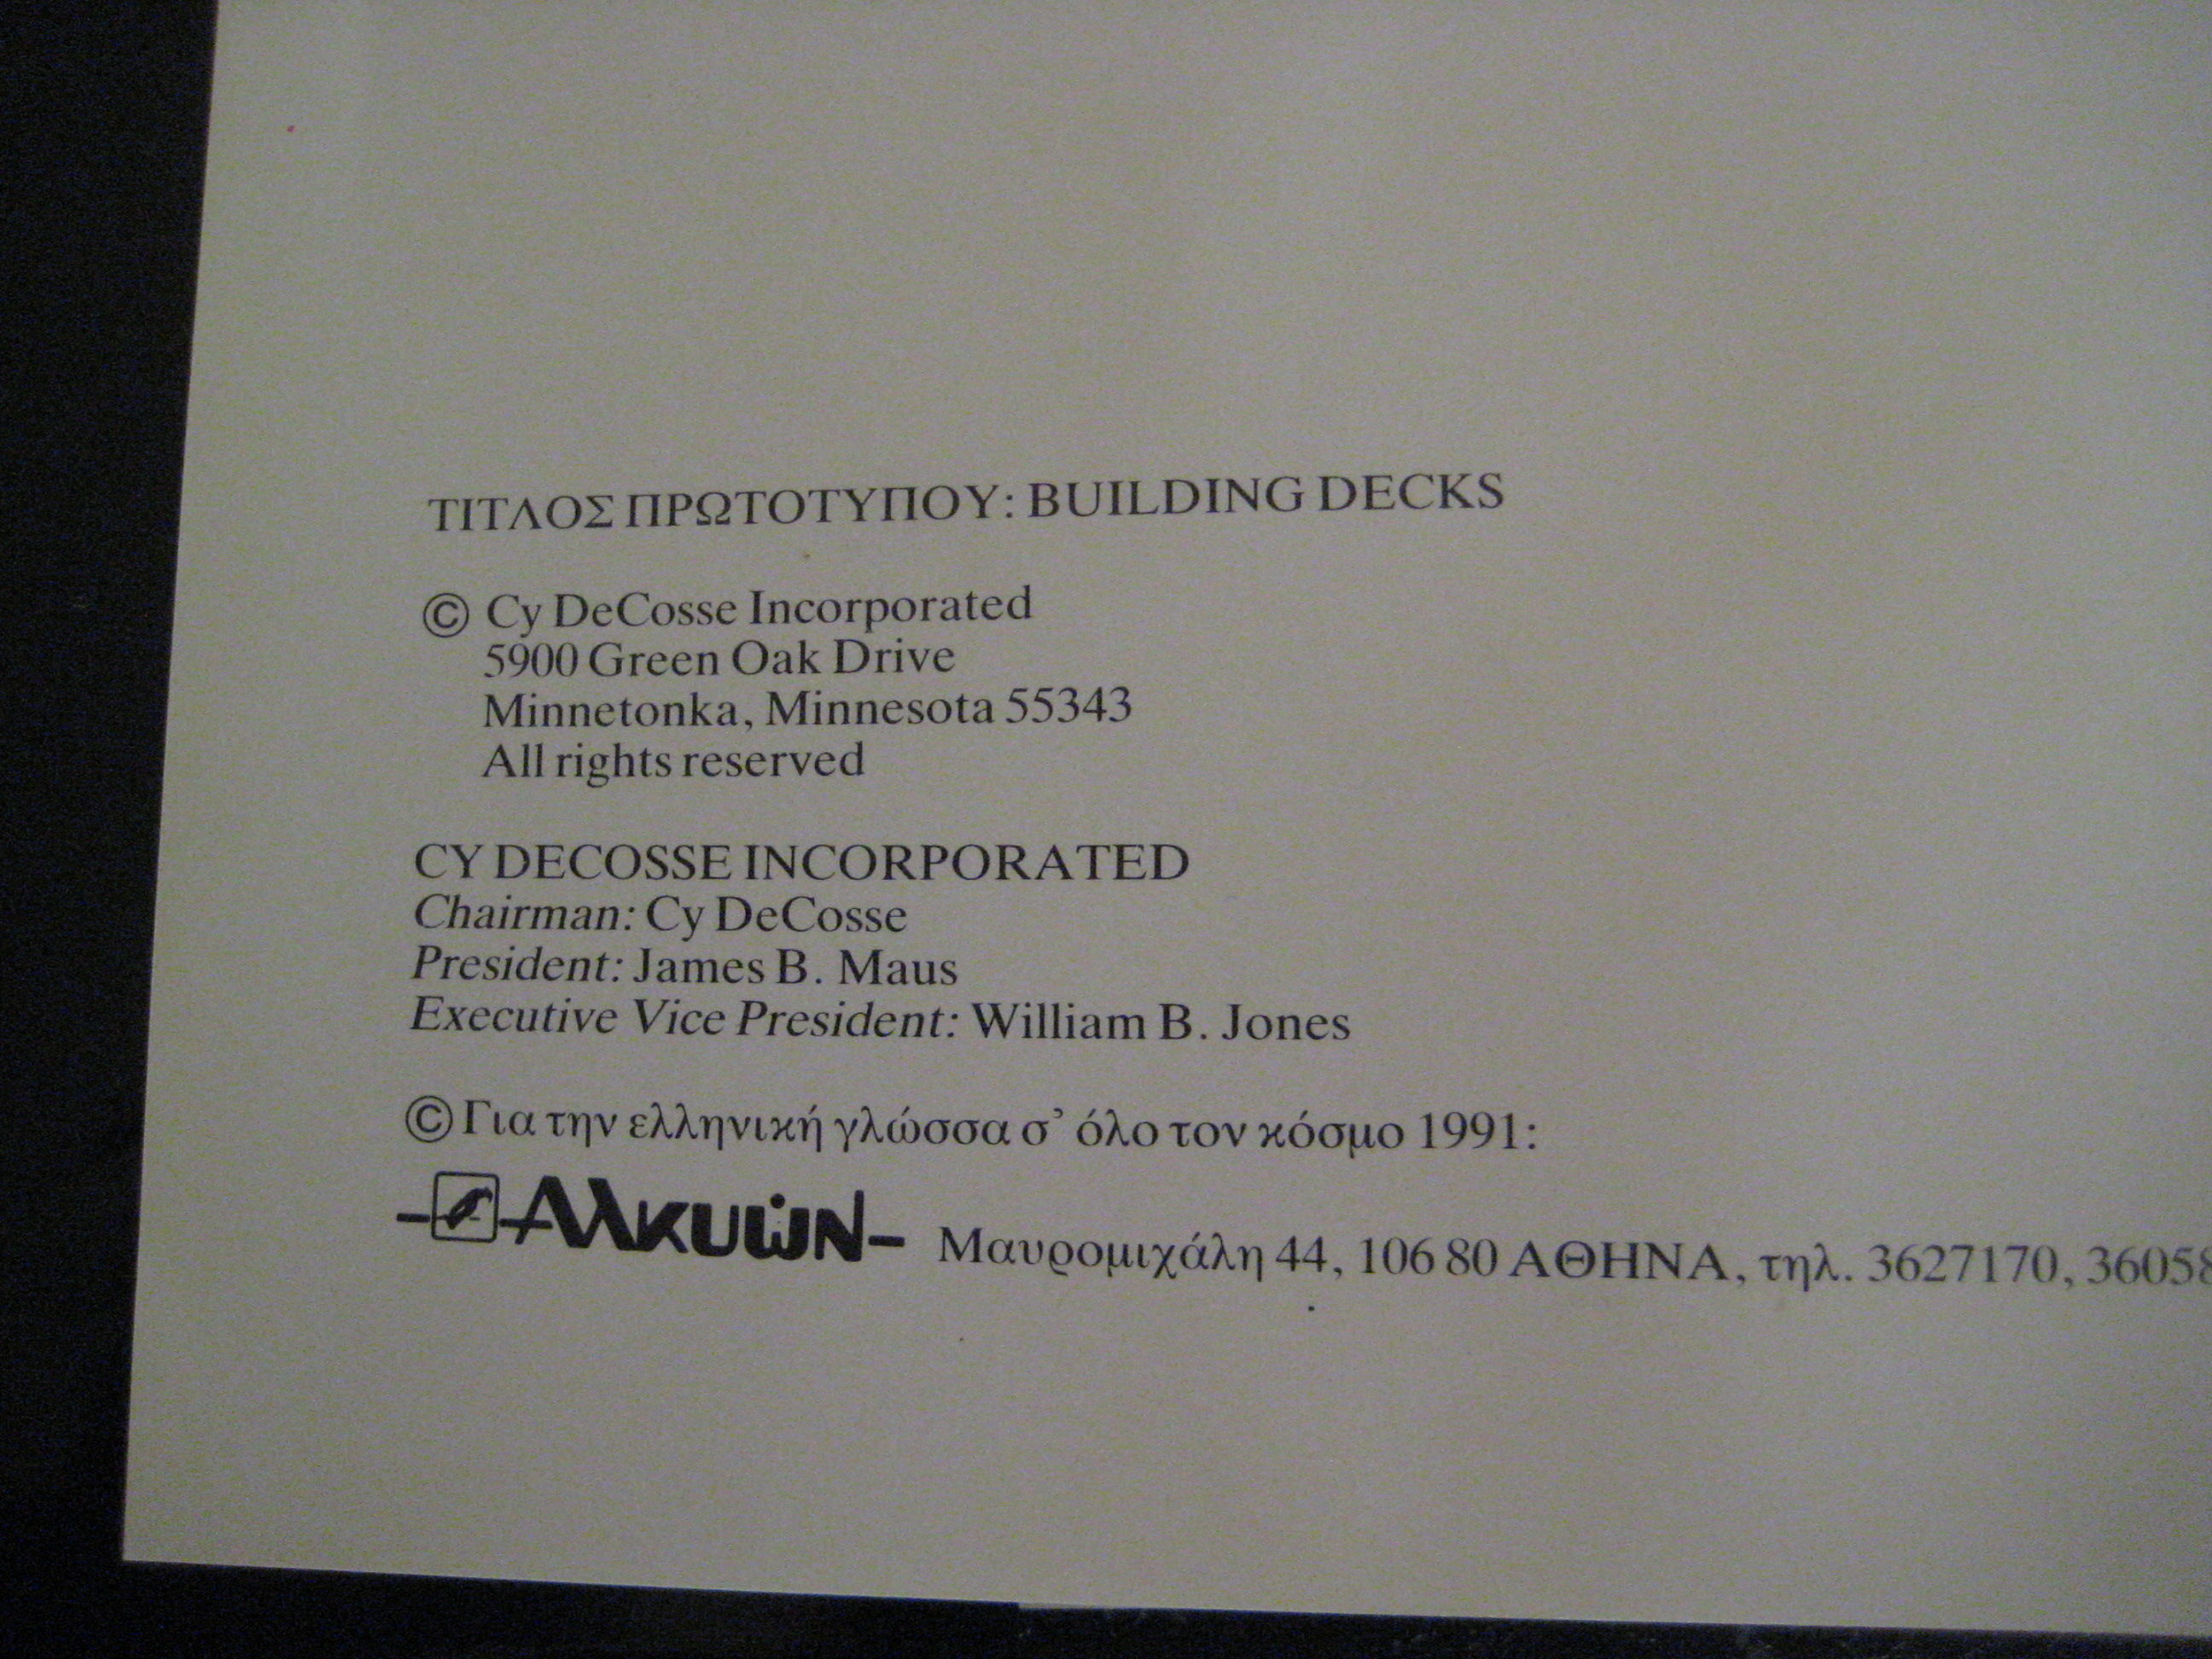 ΤΙΤΛΟΣ ΠΡΩΤΟΤΥΠΟΥ: BUILDING DECKS
© Cy DeCosse Incorporated
5900 Green Oak Drive
Minnetonka, Minnesota 55343
All rights reserved
CY DECOSSE INCORPORATED
Chairman: Cy DeCosse
President: James B. Maus
Executive Vice President: William B. Jones
© Για την ελληνική γλώσσα σ' όλο τον κόσμο 1991:
Αλκυών Μαυρομιχάλη 44, 106 80 ΑΘΗΝΑ, τηλ. 3627170,